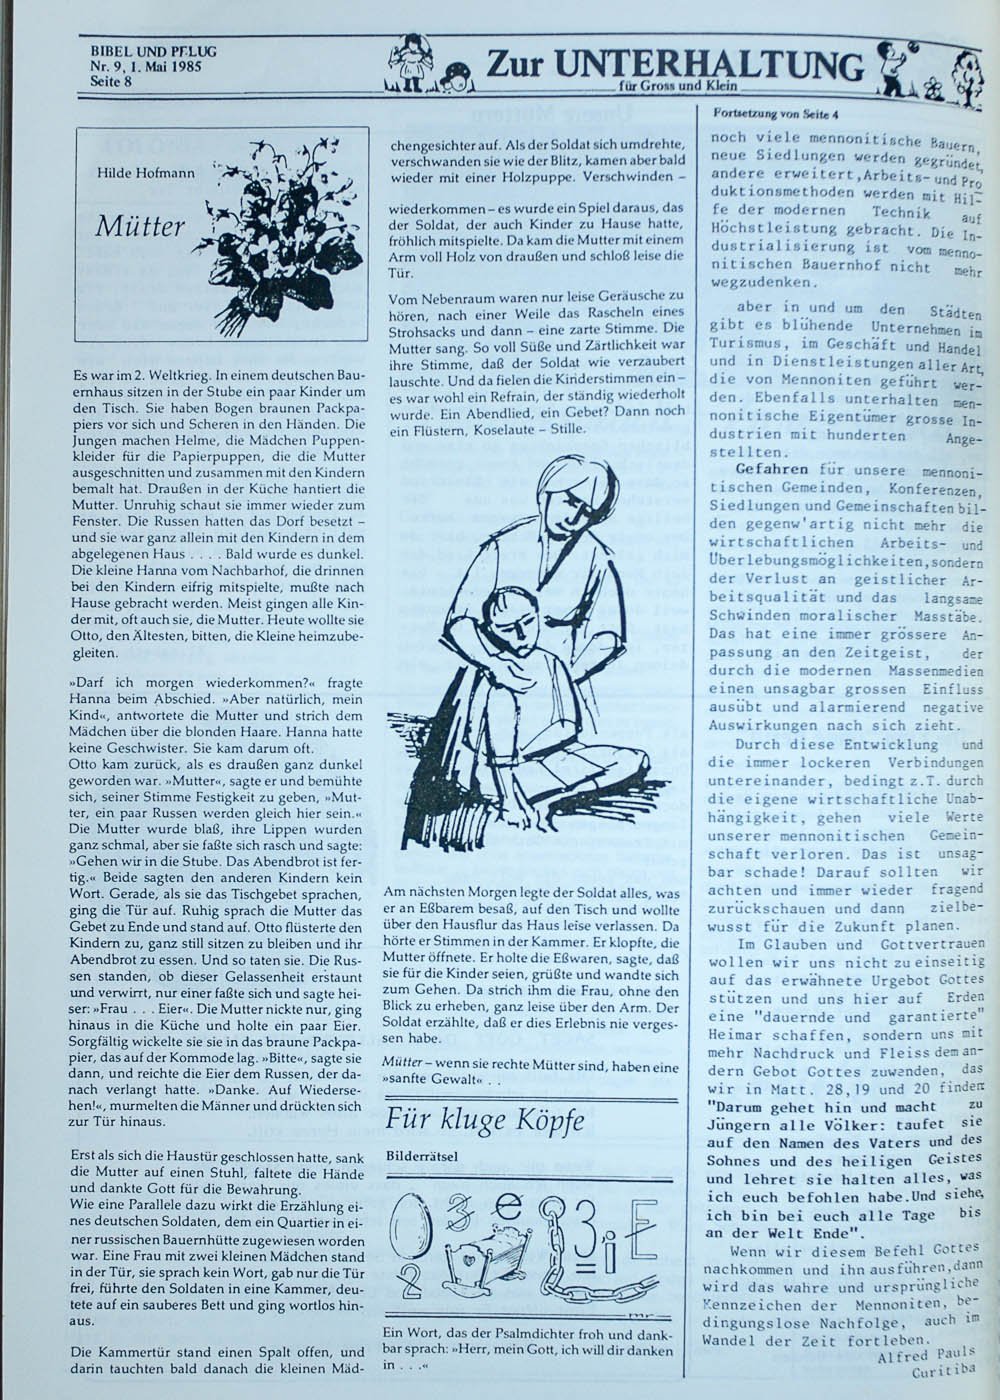 BIBEL UND PFLUG
Nr. 9, 1. Mai 1985
Seite 8
Zur UNTERHALTUNG
für Gross und Klein
Hilde Hofmann
Mütter
Es war im 2. Weltkrieg. In einem deutschen Bau-
ernhaus sitzen in der Stube ein paar Kinder um
den Tisch. Sie haben Bogen braunen Packpa-
piers vor sich und Scheren in den Händen. Die
Jungen machen Helme, die Mädchen Puppen-
kleider für die Papierpuppen, die die Mutter
ausgeschnitten und zusammen mit den Kindern
bemalt hat. Draußen in der Küche hantiert die
Mutter. Unruhig schaut sie immer wieder zum
Fenster. Die Russen hatten das Dorf besetzt –
und sie war ganz allein mit den Kindern in dem
abgelegenen Haus . . . . Bald wurde es dunkel.
Die kleine Hanna vom Nachbarhof, die drinnen
bei den Kindern eifrig mitspielte, mußte nach
Hause gebracht werden. Meist gingen alle Kin-
der mit, oft auch sie, die Mutter. Heute wollte sie
Otto, den Ältesten, bitten, die Kleine heimzube-
gleiten.
»Darf ich morgen wiederkommen?« fragte
Hanna beim Abschied. »Aber natürlich, mein
Kind«, antwortete die Mutter und strich dem
Mädchen über die blonden Haare. Hanna hatte
keine Geschwister. Sie kam darum oft.
Otto kam zurück, als es draußen ganz dunkel
geworden war. »Mutter«, sagte er und bemühte
sich, seiner Stimme Festigkeit zu geben, »Mut-
ter, ein paar Russen werden gleich hier sein.«
Die Mutter wurde blaß, ihre Lippen wurden
ganz schmal, aber sie faßte sich rasch und sagte:
»Gehen wir in die Stube. Das Abendbrot ist fer-
tig.« Beide sagten den anderen Kindern kein
Wort. Gerade, als sie das Tischgebet sprachen,
ging die Tür auf. Ruhig sprach die Mutter das
Gebet zu Ende und stand auf. Otto flüsterte den
Kindern zu, ganz still sitzen zu bleiben und ihr
Abendbrot zu essen. Und so taten sie. Die Rus-
sen standen, ob dieser Gelassenheit erstaunt
und verwirrt, nur einer faßte sich und sagte hei-
ser: »Frau . . . Eier«. Die Mutter nickte nur, ging
hinaus in die Küche und holte ein paar Eier.
Sorgfältig wickelte sie sie in das braune Packpa-
pier, das auf der Kommode lag. »Bitte«, sagte sie
dann, und reichte die Eier dem Russen, der da-
nach verlangt hatte. »Danke. Auf Wiederse-
hen!«, murmelten die Männer und drückten sich
zur Tür hinaus.
Erst als sich die Haustür geschlossen hatte, sank
die Mutter auf einen Stuhl, faltete die Hände
und dankte Gott für die Bewahrung.
Wie eine Parallele dazu wirkt die Erzählung ei-
nes deutschen Soldaten, dem ein Quartier in ei-
ner russischen Bauernhütte zugewiesen worden
war. Eine Frau mit zwei kleinen Mädchen stand
in der Tür, sie sprach kein Wort, gab nur die Tür
frei, führte den Soldaten in eine Kammer, deu-
tete auf ein sauberes Bett und ging wortlos hin-
aus.
Die Kammertür stand einen Spalt offen, und
darin tauchten bald danach die kleinen Mäd-
chengesichter auf. Als der Soldat sich umdrehte,
verschwanden sie wie der Blitz, kamen aber bald
wieder mit einer Holzpuppe. Verschwinden –
wiederkommen – es wurde ein Spiel daraus, das
der Soldat, der auch Kinder zu Hause hatte,
fröhlich mitspielte. Da kam die Mutter mit einem
Arm voll Holz von draußen und schloß leise die
Tür.
Vom Nebenraum waren nur leise Geräusche zu
hören, nach einer Weile das Rascheln eines
Strohsacks und dann – eine zarte Stimme. Die
Mutter sang. So voll Süße und Zärtlichkeit war
ihre Stimme, daß der Soldat wie verzaubert
lauschte. Und da fielen die Kinderstimmen ein –
es war wohl ein Refrain, der ständig wiederholt
wurde. Ein Abendlied, ein Gebet? Dann noch
ein Flüstern, Koselaute – Stille.
Am nächsten Morgen legte der Soldat alles, was
er an Eßbarem besaß, auf den Tisch und wollte
über den Hausflur das Haus leise verlassen. Da
hörte er Stimmen in der Kammer. Er klopfte, die
Mutter öffnete. Er holte die Eßwaren, sagte, daß
sie für die Kinder seien, grüßte und wandte sich
zum Gehen. Da strich ihm die Frau, ohne den
Blick zu erheben, ganz leise über den Arm. Der
Soldat erzählte, daß er dies Erlebnis nie verges-
sen habe.
Mütter – wenn sie rechte Mütter sind, haben eine
»sanfte Gewalt« . .
Für kluge Köpfe
Bilderrätsel
3 e 3 E
2 = i
mr
Ein Wort, das der Psalmdichter froh und dank-
bar sprach: »Herr, mein Gott, ich will dir danken
in . . .«
Fortsetzung von Seite 4
noch viele mennonitische Bauern,
neue Siedlungen werden gegründet,
andere erweitert,Arbeits- und Pro
duktionsmethoden werden mit Hil-
fe der modernen Technik auf
Höchstleistung gebracht. Die In-
dustrialisierung ist vom menno-
nitischen Bauernhof nicht mehr
wegzudenken.
aber in und um den Städten
gibt es blühende Unternehmen im
Turismus, im Geschäft und Handel
und in Dienstleistungen aller Art,
die von Mennoniten geführt wer-
den. Ebenfalls unterhalten men-
nonitische Eigentümer grosse In-
dustrien mit hunderten Ange-
stellten.
Gefahren für unsere mennoni-
tischen Gemeinden, Konferenzen,
Siedlungen und Gemeinschaften bil-
den gegenw'artig nicht mehr die
wirtschaftlichen Arbeits- und
Überlebungsmöglichkeiten,sondern
der Verlust an geistlicher Ar-
beitsqualität und das langsame
Schwinden moralischer Masstäbe.
Das hat eine immer grössere An-
passung an den Zeitgeist, der
durch die modernen Massenmedien
einen unsagbar grossen Einfluss
ausübt und alarmierend negative
Auswirkungen nach sich zieht.
Durch diese Entwicklung und
die immer lockeren Verbindungen
untereinander, bedingt z.T. durch
die eigene wirtschaftliche Unab-
hängigkeit, gehen viele Werte
unserer mennonitischen Gemein-
schaft verloren. Das ist unsag-
bar schade! Darauf sollten wir
achten und immer wieder fragend
zurückschauen und dann zielbe-
wusst für die Zukunft planen.
Im Glauben und Gottvertrauen
wollen wir uns nicht zu einseitig
auf das erwähnte Urgebot Gottes
stützen und uns hier auf Erden
eine "dauernde und garantierte"
Heimar schaffen, sondern uns mit
mehr Nachdruck und Fleiss dem an-
dern Gebot Gottes zuwenden, das
wir in Matt. 28,19 und 20 finden:
"Darum gehet hin und macht zu
Jüngern alle Völker: taufet sie
auf den Namen des Vaters und des
Sohnes und des heiligen Geistes
und lehret sie halten alles, was
ich euch befohlen habe.Und siehe,
ich bin bei euch alle Tage bis
an der Welt Ende".
Wenn wir diesem Befehl Gottes
nachkommen und ihn ausführen,dann
wird das wahre und ursprüngliche
Kennzeichen der Mennoniten, be-
dingungslose Nachfolge, auch im
Wandel der Zeit fortleben.
Alfred Pauls
Curitiba